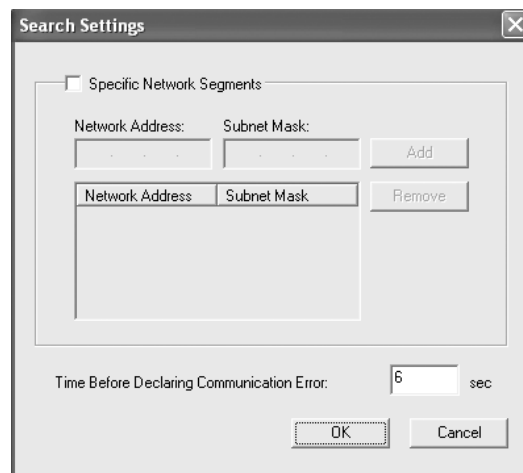 Search Settings
Specific Network Segments
Network Address: Subnet Mask:
. . . . . . Add
Network Address Subnet Mask Remove
Time Before Declaring Communication Error: 6 sec
OK Cancel